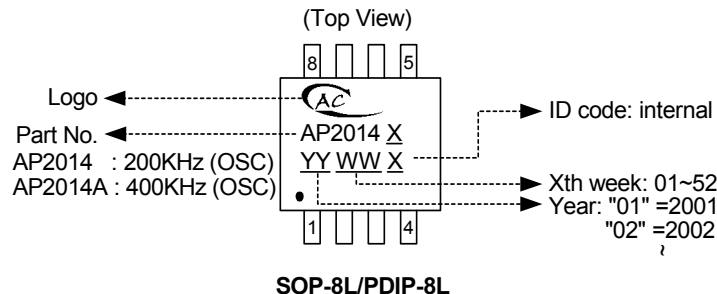 (Top View)
8 5
Logo
AC
ID code: internal
Part No.
AP2014 X
AP2014 : 200KHz (OSC)
YY WW X
AP2014A : 400KHz (OSC)
Xth week: 01~52
Year: "01" =2001
"02" =2002
~
1 4
SOP-8L/PDIP-8L